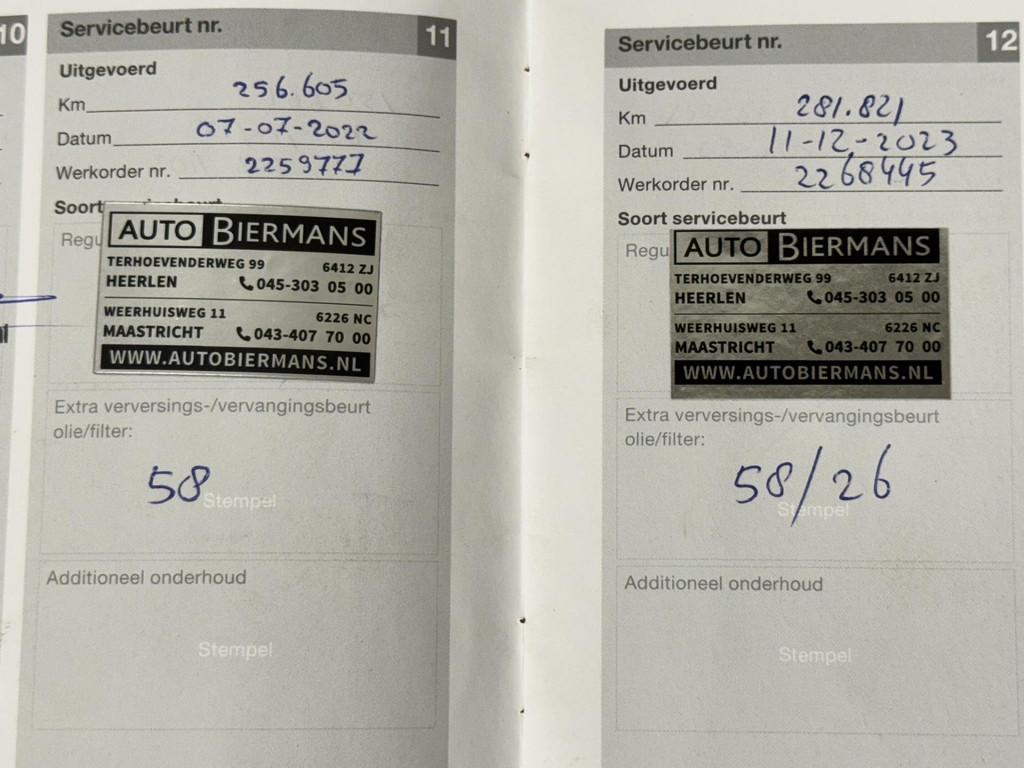 10
Servicebeurt nr. 11
Uitgevoerd
Km 256.605
Datum 07-07-2022
Werkorder nr. 2259777
Soort
Regu
AUTO BIERMANS
TERHOEVENDERWEG 99 6412 ZJ
HEERLEN 045-303 05 00
WEERHUISWEG 11 6226 NC
MAASTRICHT 043-407 70 00
WWW.AUTOBIERMANS.NL
Extra verversings-/vervangingsbeurt
olie/filter:
58
Stempel
Additioneel onderhoud
Stempel
Servicebeurt nr. 12
Uitgevoerd
Km 281.821
Datum 11-12-2023
Werkorder nr. 2268445
Soort servicebeurt
Regu
AUTO BIERMANS
TERHOEVENDERWEG 99 6412 ZJ
HEERLEN 045-303 05 00
WEERHUISWEG 11 6226 NC
MAASTRICHT 043-407 70 00
WWW.AUTOBIERMANS.NL
Extra verversings-/vervangingsbeurt
olie/filter:
58/26
Stempel
Additioneel onderhoud
Stempel